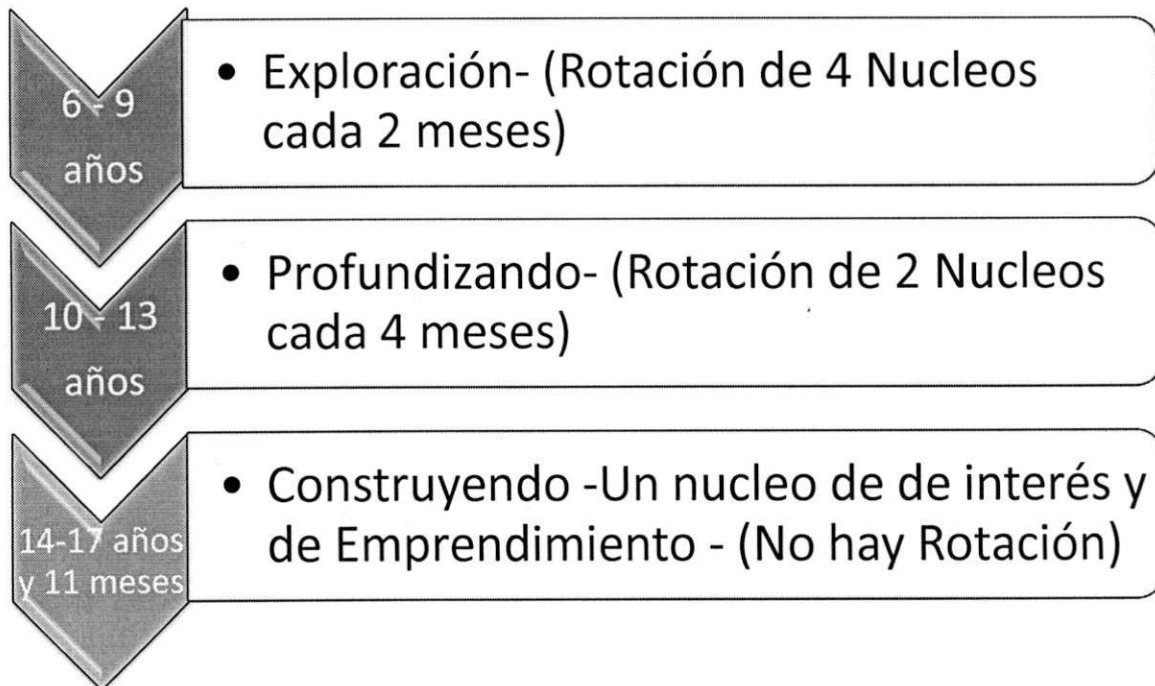 6 - 9
años
• Exploración- (Rotación de 4 Nucleos
cada 2 meses)
10 - 13
años
• Profundizando- (Rotación de 2 Nucleos
cada 4 meses)
14-17 años
y 11 meses
• Construyendo -Un nucleo de de interés y
de Emprendimiento - (No hay Rotación)